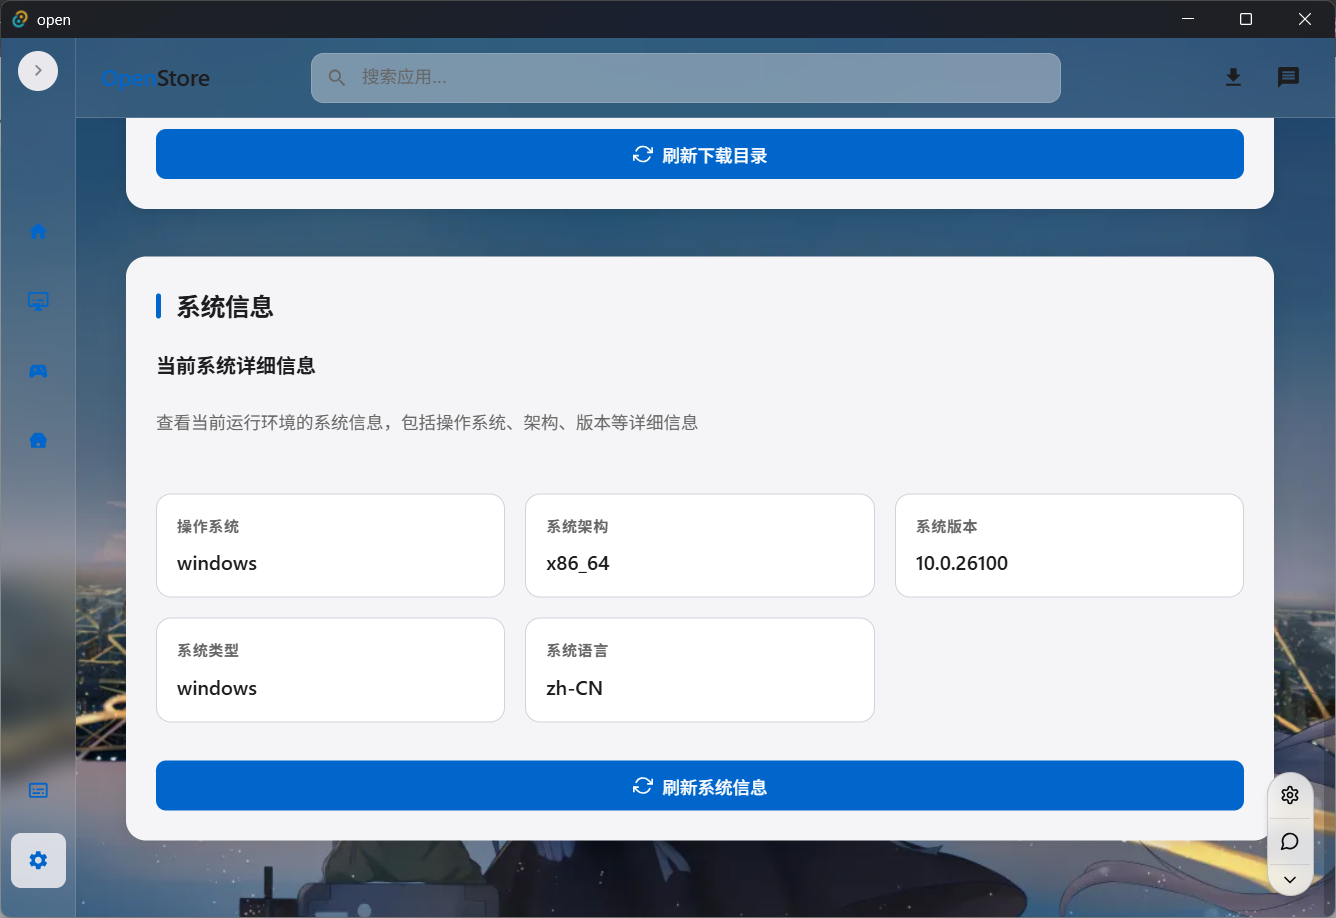 open
OpenStore
搜索应用...
刷新下载目录
系统信息
当前系统详细信息
查看当前运行环境的系统信息，包括操作系统、架构、版本等详细信息
操作系统
windows
系统架构
x86_64
系统版本
10.0.26100
系统类型
windows
系统语言
zh-CN
刷新系统信息